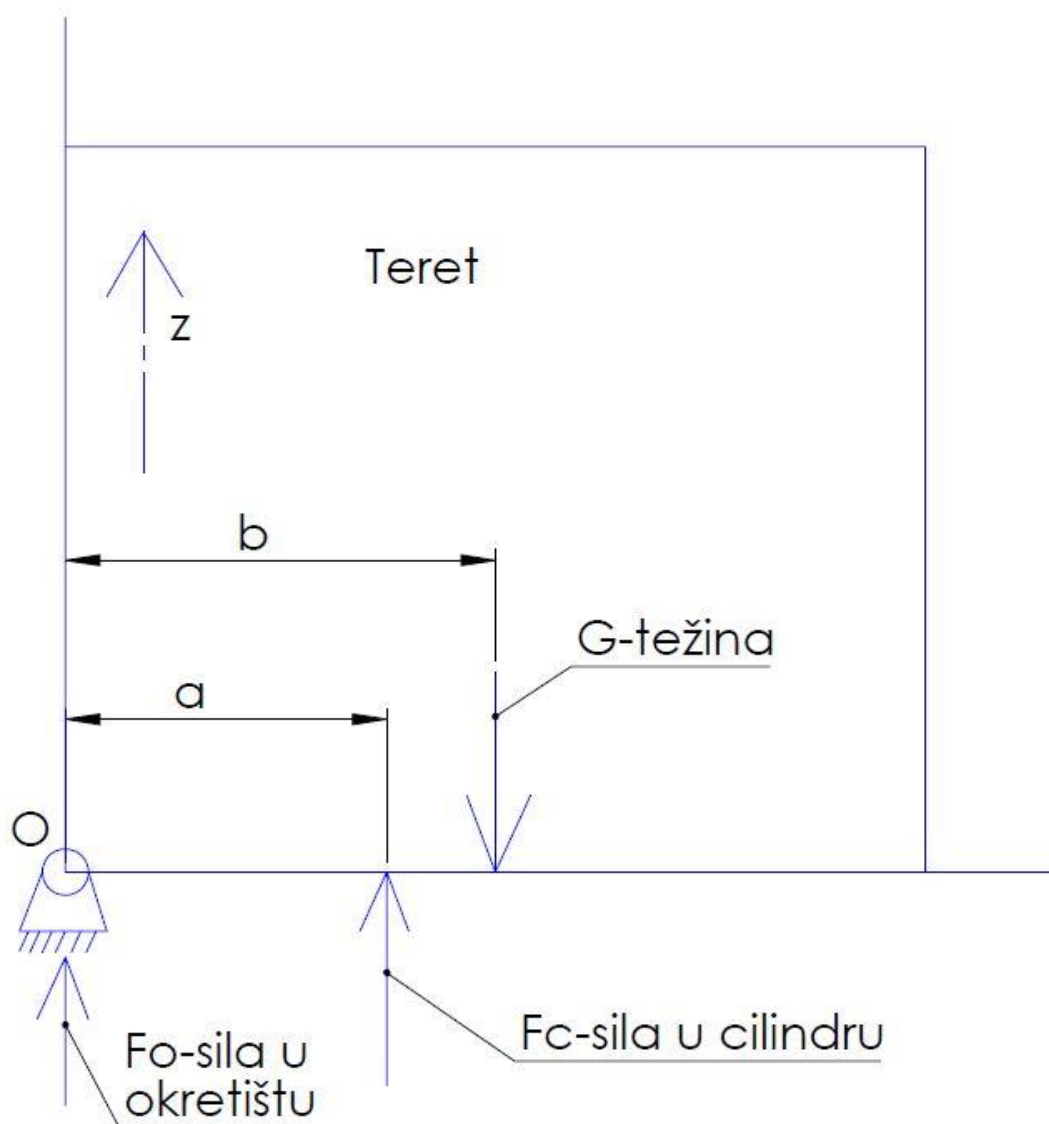 Teret
z
b
G-težina
a
O
Fc-sila u cilindru
Fo-sila u
okretištu